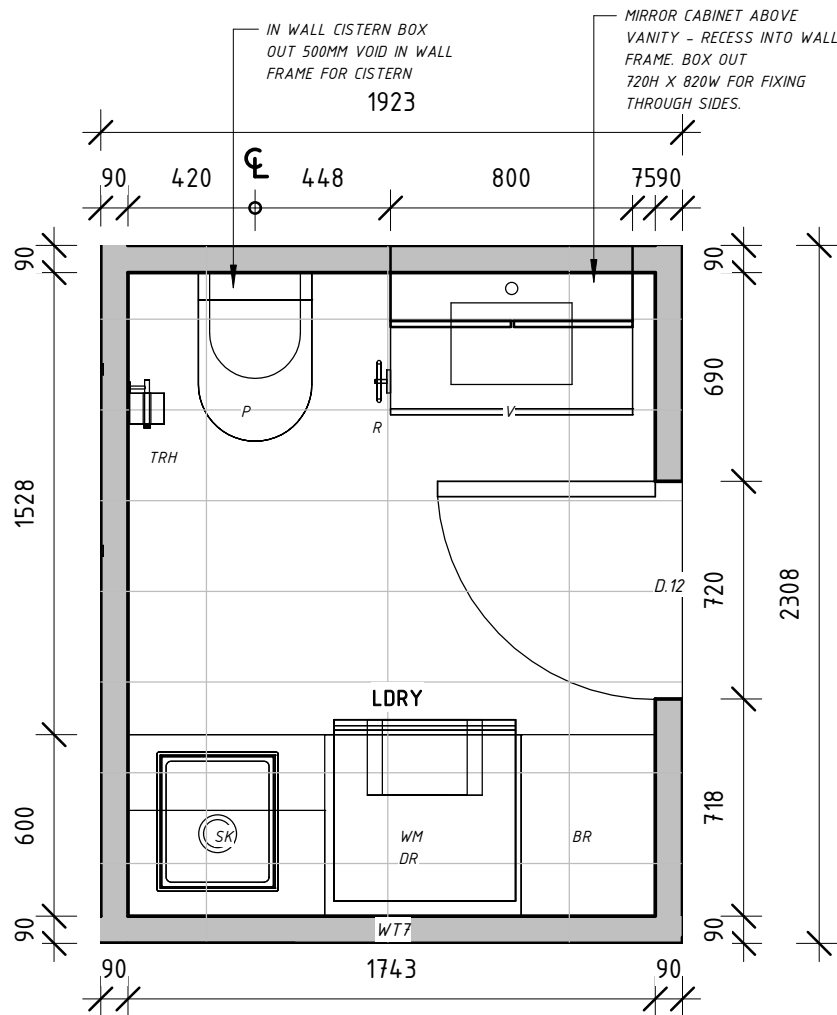 IN WALL CISTERN BOX
OUT 500MM VOID IN WALL
FRAME FOR CISTERN
MIRROR CABINET ABOVE
VANITY - RECESS INTO WALL
FRAME. BOX OUT
720H X 820W FOR FIXING
THROUGH SIDES.
1923
℄
90 420 448 800 75 90
90
90
690
P
V
R
TRH
1528
D.12
720
2308
LDRY
600
SK
WM
DR
BR
718
90
WT7
90
90 1743 90